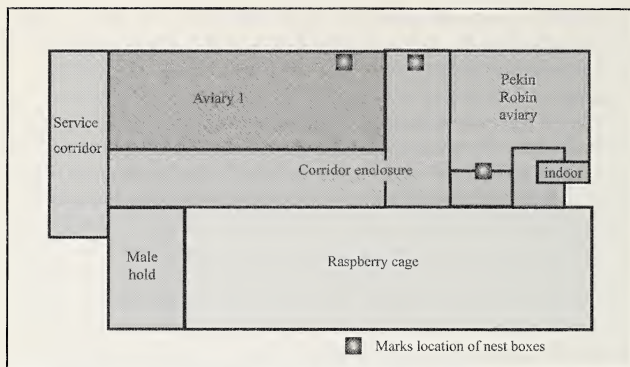 Aviary 1
Pekin
Robin
aviary
Service
corridor
Corridor enclosure
indoor
Male
hold
Raspberry cage
Marks location of nest boxes